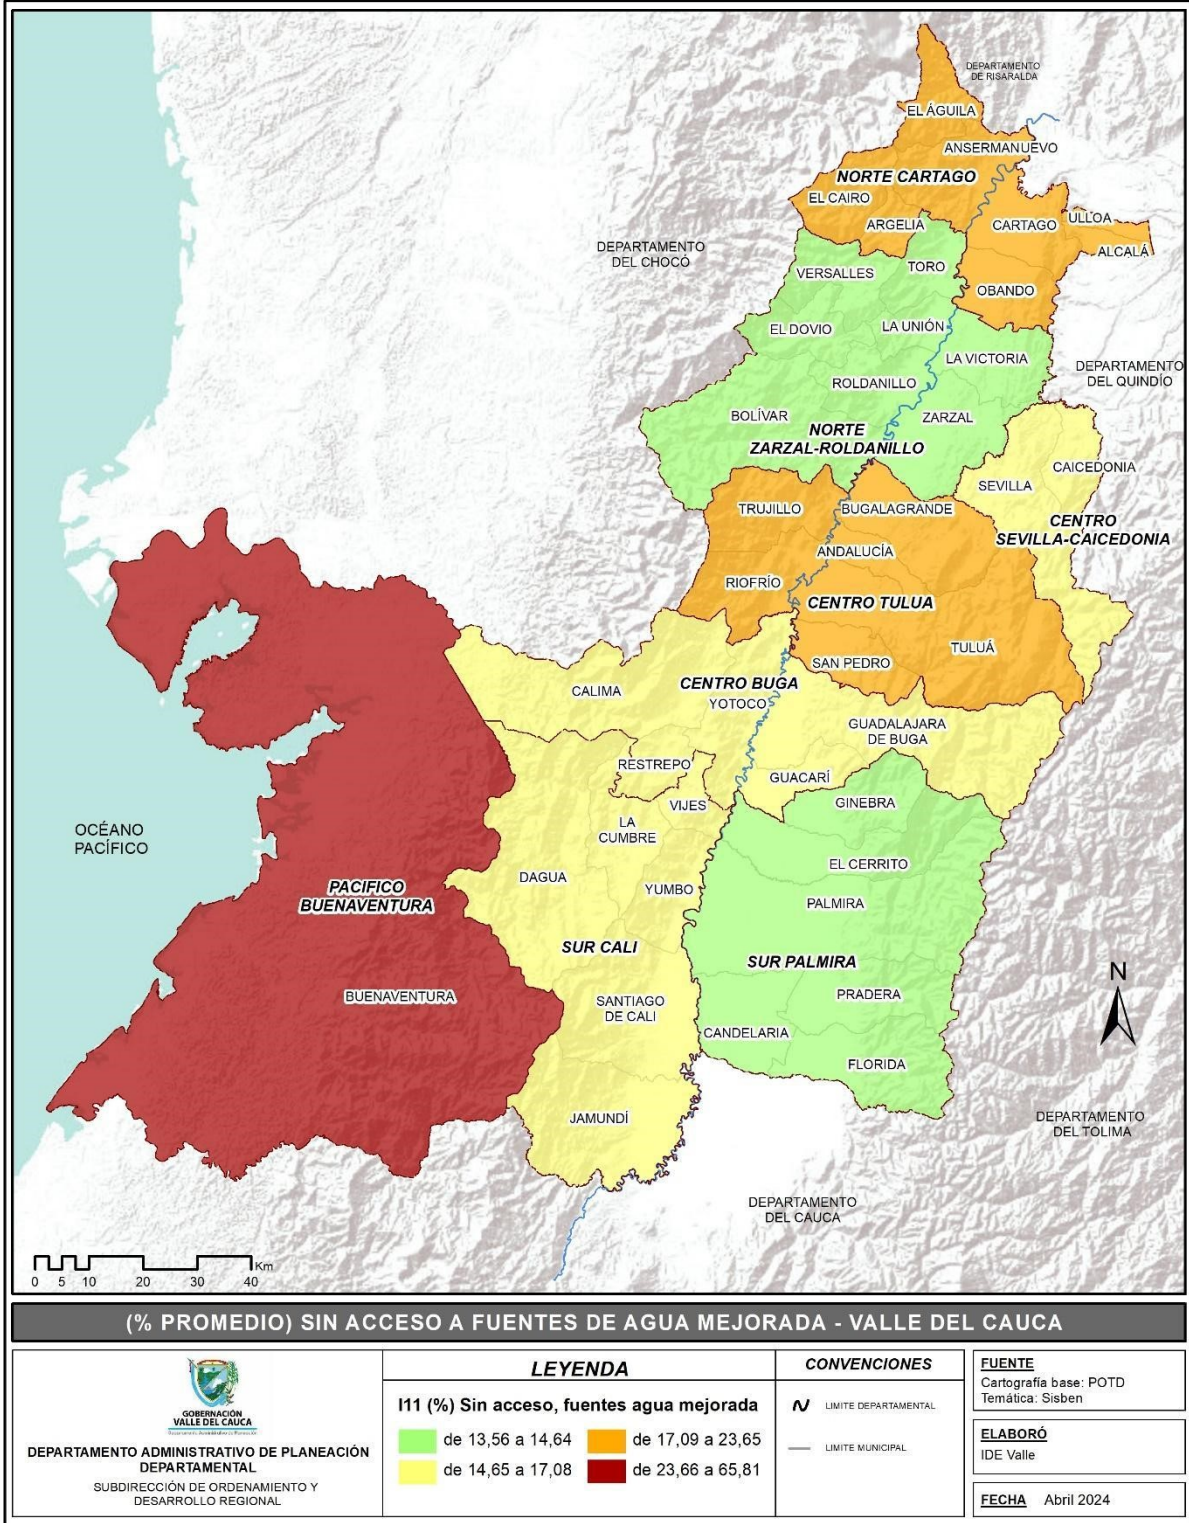 DEPARTAMENTO
DE RISARALDA
EL ÁGUILA
ANSERMANUEVO
NORTE CARTAGO
EL CAIRO
ARGELIA
CARTAGO
ULLOA
ALCALÁ
DEPARTAMENTO
DEL CHOCÓ
VERSALLES
TORO
OBANDO
EL DOVIO
LA UNIÓN
LA VICTORIA
DEPARTAMENTO
DEL QUINDÍO
ROLDANILLO
BOLÍVAR
ZARZAL
NORTE
ZARZAL-ROLDANILLO
CAICEDONIA
SEVILLA
CENTRO
SEVILLA-CAICEDONIA
TRUJILLO
BUGALAGRANDE
ANDALUCÍA
RIOFRÍO
CENTRO TULUA
TULUÁ
SAN PEDRO
CALIMA
CENTRO BUGA
YOTOCO
GUADALAJARA
DE BUGA
RESTREPO
GUACARÍ
VIJES
GINEBRA
LA
CUMBRE
OCÉANO
PACÍFICO
EL CERRITO
DAGUA
YUMBO
PALMIRA
PACIFICO
BUENAVENTURA
SUR CALI
SUR PALMIRA
N
BUENAVENTURA
SANTIAGO
DE CALI
PRADERA
CANDELARIA
FLORIDA
JAMUNDÍ
DEPARTAMENTO
DEL TOLIMA
DEPARTAMENTO
DEL CAUCA
Km
0 5 10 20 30 40
(% PROMEDIO) SIN ACCESO A FUENTES DE AGUA MEJORADA - VALLE DEL CAUCA
GOBERNACIÓN
VALLE DEL CAUCA
Departamento Administrativo de Planeación
DEPARTAMENTO ADMINISTRATIVO DE PLANEACIÓN
DEPARTAMENTAL
SUBDIRECCIÓN DE ORDENAMIENTO Y
DESARROLLO REGIONAL
LEYENDA
I11 (%) Sin acceso, fuentes agua mejorada
de 13,56 a 14,64
de 17,09 a 23,65
de 14,65 a 17,08
de 23,66 a 65,81
CONVENCIONES
LIMITE DEPARTAMENTAL
LIMITE MUNICIPAL
FUENTE
Cartografía base: POTD
Temática: Sisben
ELABORÓ
IDE Valle
FECHA Abril 2024